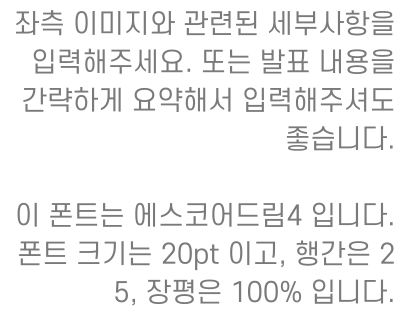 좌측 이미지와 관련된 세부사항을
입력해주세요. 또는 발표 내용을
간략하게 요약해서 입력해주셔도
좋습니다.

이 폰트는 에스코어드림4 입니다.
폰트 크기는 20pt 이고, 행간은 2
5, 장평은 100% 입니다.